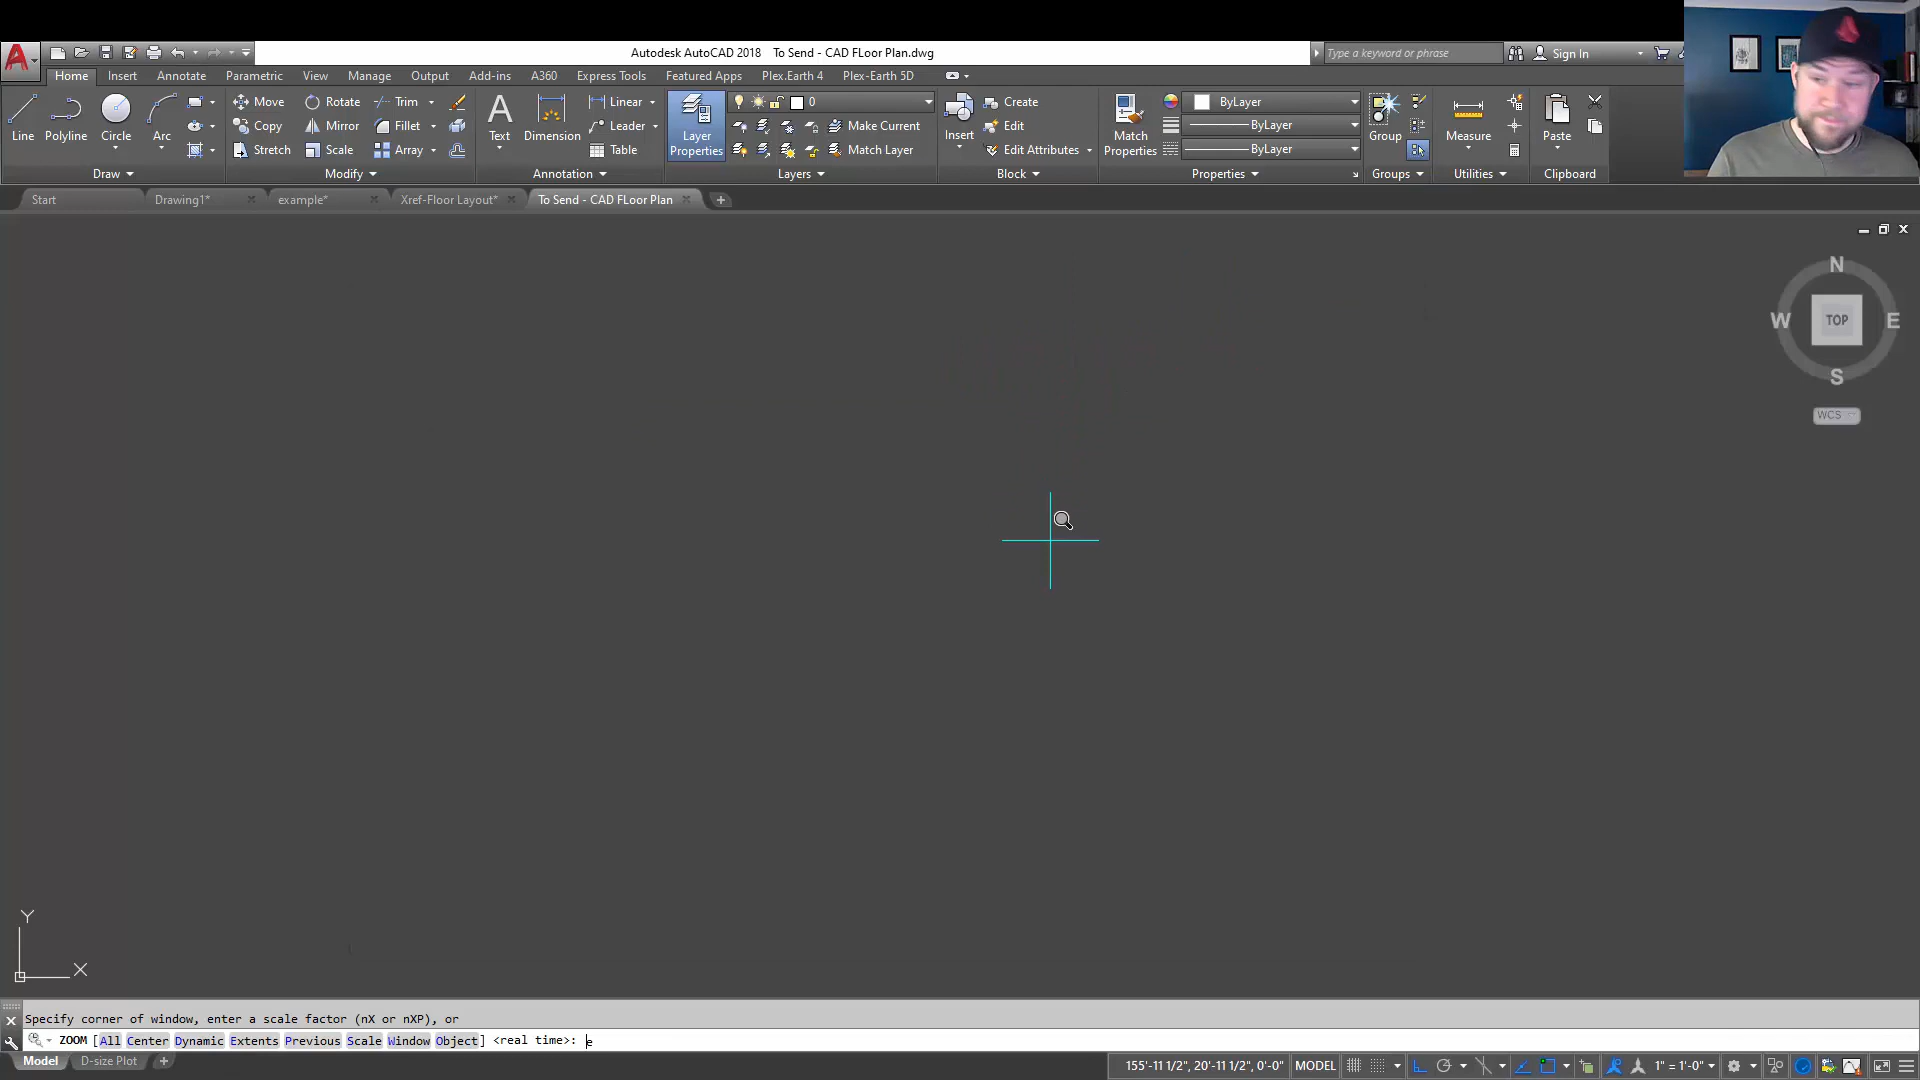 Autodesk AutoCAD 2018 To Send - CAD FLoor Plan.dwg
Type a keyword or phrase
Sign In
Home Insert Annotate Parametric View Manage Output Add-ins A360 Express Tools Featured Apps Plex.Earth 4 Plex-Earth 5D
Line Polyline Circle Arc
Move Rotate Trim
Copy Mirror Fillet
Stretch Scale Array
Text Dimension
Linear
Leader
Table
Layer Properties
0
Make Current
Match Layer
Insert
Create
Edit
Edit Attributes
Match Properties
ByLayer
ByLayer
ByLayer
Group
Measure
Paste
Draw Modify Annotation Layers Block Properties Groups Utilities Clipboard
Start Drawing1* example* Xref-Floor Layout* To Send - CAD FLoor Plan
N
W TOP E
S
WCS
Y
X
Specify corner of window, enter a scale factor (nX or nXP), or
ZOOM [All Center Dynamic Extents Previous Scale Window Object] <real time>: e
Model D-size Plot
155'-11 1/2", 20'-11 1/2", 0'-0" MODEL 1" = 1'-0"